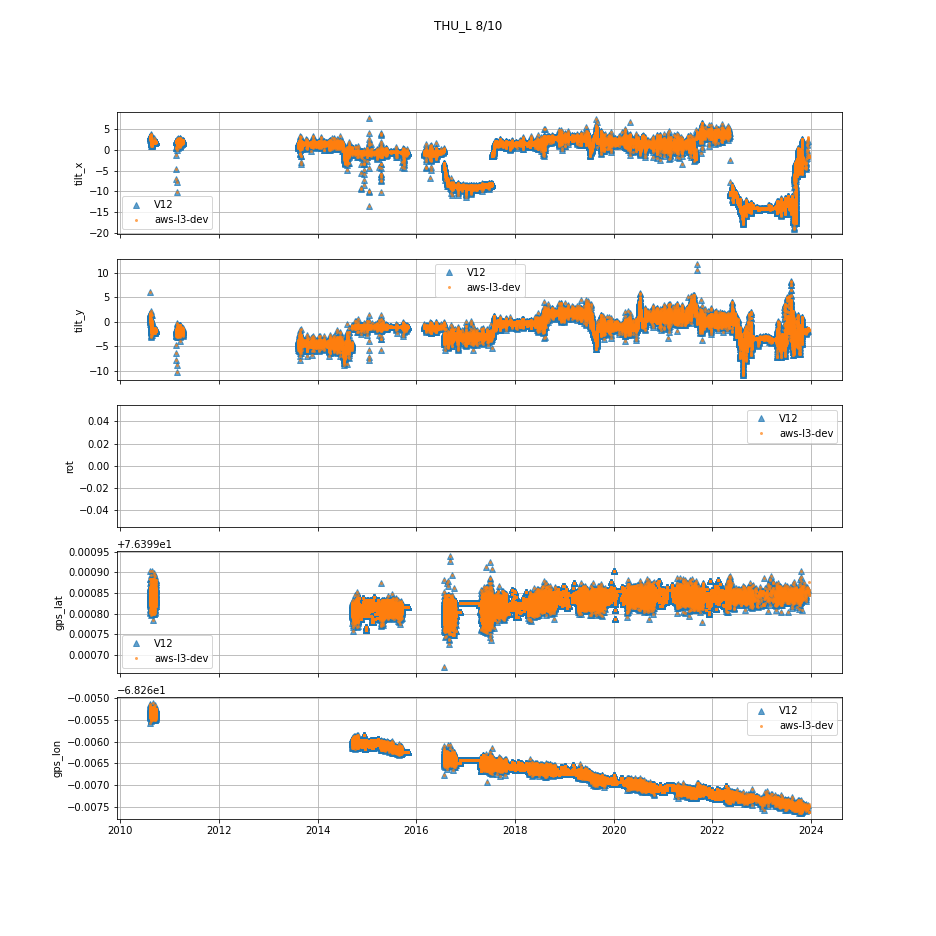 THU_L 8/10
5
0
−5
−10
−15
−20
tilt_x
V12
aws-l3-dev
10
5
0
−5
−10
tilt_y
V12
aws-l3-dev
0.04
0.02
0.00
−0.02
−0.04
rot
V12
aws-l3-dev
+7.6399e1
0.00095
0.00090
0.00085
0.00080
0.00075
0.00070
gps_lat
V12
aws-l3-dev
−6.826e1
−0.0050
−0.0055
−0.0060
−0.0065
−0.0070
−0.0075
gps_lon
V12
aws-l3-dev
2010 2012 2014 2016 2018 2020 2022 2024